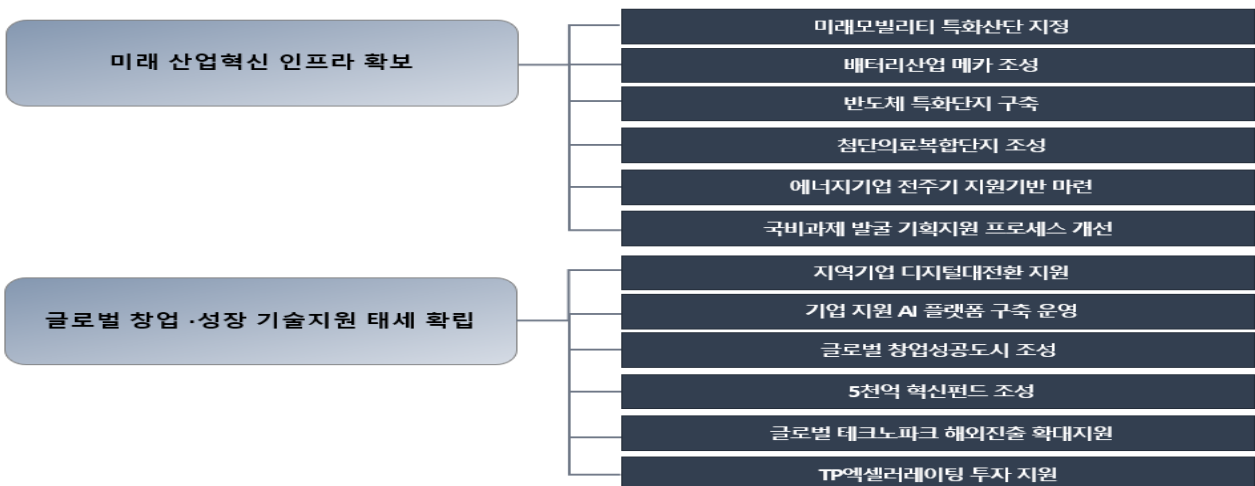 미래 산업혁신 인프라 확보
미래모빌리티 특화산단 지정
배터리산업 메카 조성
반도체 특화단지 구축
첨단의료복합단지 조성
에너지기업 전주기 지원기반 마련
국비과제 발굴 기획지원 프로세스 개선
글로벌 창업 ·성장 기술지원 태세 확립
지역기업 디지털대전환 지원
기업 지원 AI 플랫폼 구축 운영
글로벌 창업성공도시 조성
5천억 혁신펀드 조성
글로벌 테크노파크 해외진출 확대지원
TP엑셀러레이팅 투자 지원